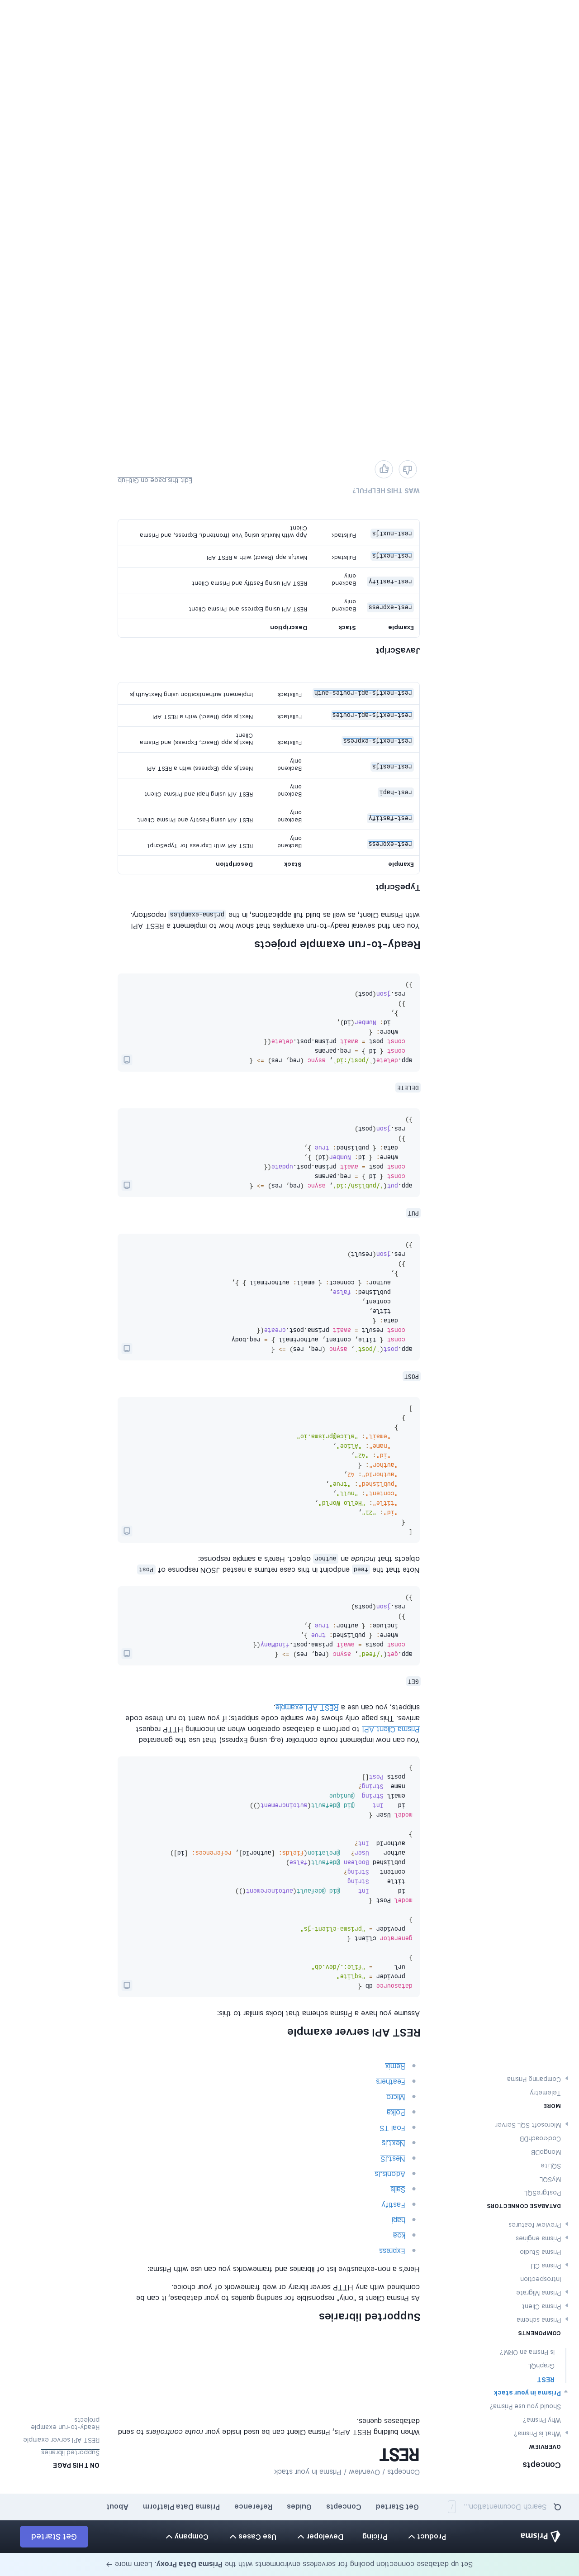 Set up database connection pooling for serverless environments with the Prisma Data Proxy. Learn more →
Prisma
Product
Pricing
Developer
Use Cases
Company
Get Started
Search Documentation...
/
Get Started
Concepts
Guides
Reference
Prisma Data Platform
About
Concepts
OVERVIEW
What is Prisma?
Why Prisma?
Should you use Prisma?
Prisma in your stack
REST
GraphQL
Is Prisma an ORM?
COMPONENTS
Prisma schema
Prisma Client
Prisma Migrate
Introspection
Prisma CLI
Prisma Studio
Prisma engines
Preview features
DATABASE CONNECTORS
PostgreSQL
MySQL
SQLite
MongoDB
CockroachDB
Microsoft SQL Server
MORE
Telemetry
Comparing Prisma
Concepts / Overview / Prisma in your stack
REST
When building REST APIs, Prisma Client can be used inside your route controllers to send
databases queries.
Supported libraries
As Prisma Client is "only" responsible for sending queries to your database, it can be
combined with any HTTP server library or web framework of your choice.
Here's a non-exhaustive list of libraries and frameworks you can use with Prisma:
Express
koa
hapi
Fastify
Sails
AdonisJs
NestJS
Next.js
Foal TS
Polka
Micro
Feathers
Remix
REST API server example
Assume you have a Prisma schema that looks similar to this:
datasource db {
provider = "sqlite"
url = "file:./dev.db"
}
generator client {
provider = "prisma-client-js"
}
model Post {
id Int @id @default(autoincrement())
title String
content String?
published Boolean @default(false)
author User? @relation(fields: [authorId], references: [id])
authorId Int?
}
model User {
id Int @id @default(autoincrement())
email String @unique
name String?
posts Post[]
}
You can now implement route controller (e.g. using Express) that use the generated
Prisma Client API to perform a database operation when an incoming HTTP request
arrives. This page only shows few sample code snippets; if you want to run these code
snippets, you can use a REST API example.
GET
app.get('/feed', async (req, res) => {
const posts = await prisma.post.findMany({
where: { published: true },
include: { author: true },
})
res.json(posts)
})
Note that the feed endpoint in this case returns a nested JSON response of Post
objects that include an author object. Here's a sample response:
[
{
"id": "21",
"title": "Hello World",
"content": "null",
"published": "true",
"authorId": 42,
"author": {
"id": "42",
"name": "Alice",
"email": "alice@prisma.io"
}
}
]
POST
app.post(`/post`, async (req, res) => {
const { title, content, authorEmail } = req.body
const result = await prisma.post.create({
data: {
title,
content,
published: false,
author: { connect: { email: authorEmail } },
},
})
res.json(result)
})
PUT
app.put('/publish/:id', async (req, res) => {
const { id } = req.params
const post = await prisma.post.update({
where: { id: Number(id) },
data: { published: true },
})
res.json(post)
})
DELETE
app.delete(`/post/:id`, async (req, res) => {
const { id } = req.params
const post = await prisma.post.delete({
where: {
id: Number(id),
},
})
res.json(post)
})
Ready-to-run example projects
You can find several ready-to-run examples that show how to implement a REST API
with Prisma Client, as well as build full applications, in the prisma-examples repository.
TypeScript
Example Stack Description
rest-express Backend only REST API with Express for TypeScript
rest-fastify Backend only REST API using Fastify and Prisma Client.
rest-hapi Backend only REST API using hapi and Prisma Client
rest-nestjs Backend only Nest.js app (Express) with a REST API
rest-nextjs-express Fullstack Next.js app (React, Express) and Prisma Client
rest-nextjs-api-routes Fullstack Next.js app (React) with a REST API
rest-nextjs-api-routes-auth Fullstack Implement authentication using NextAuth.js
JavaScript
Example Stack Description
rest-express Backend only REST API using Express and Prisma Client
rest-fastify Backend only REST API using Fastify and Prisma Client
rest-nextjs Fullstack Next.js app (React) with a REST API
rest-nuxtjs Fullstack App with NuxtJs using Vue (frontend), Express, and Prisma Client
WAS THIS HELPFUL?
Edit this page on GitHub
ON THIS PAGE
Supported libraries
REST API server example
Ready-to-run example
projects